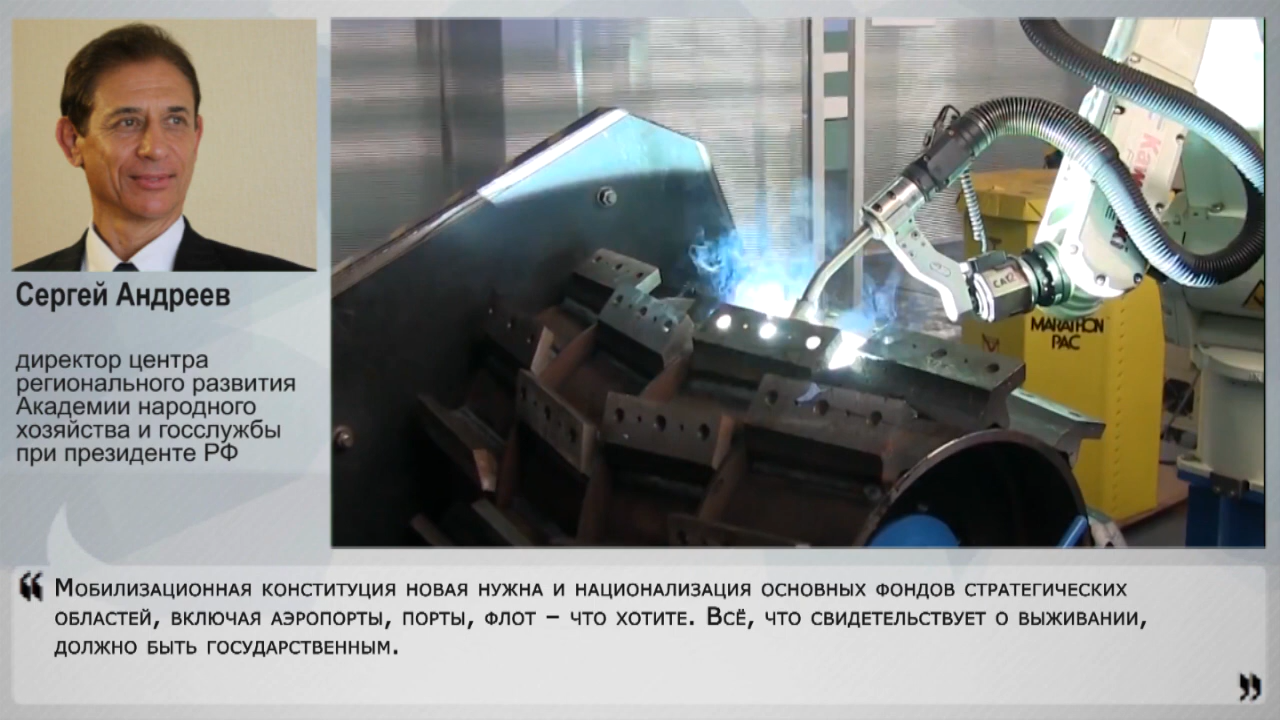 Сергей Андреев
директор центра
регионального развития
Академии народного
хозяйства и госслужбы
при президенте РФ
CA102
MARATHON
PAC
“ Мобилизационная конституция новая нужна и национализация основных фондов стратегических
областей, включая аэропорты, порты, флот – что хотите. Всё, что свидетельствует о выживании,
должно быть государственным.
”